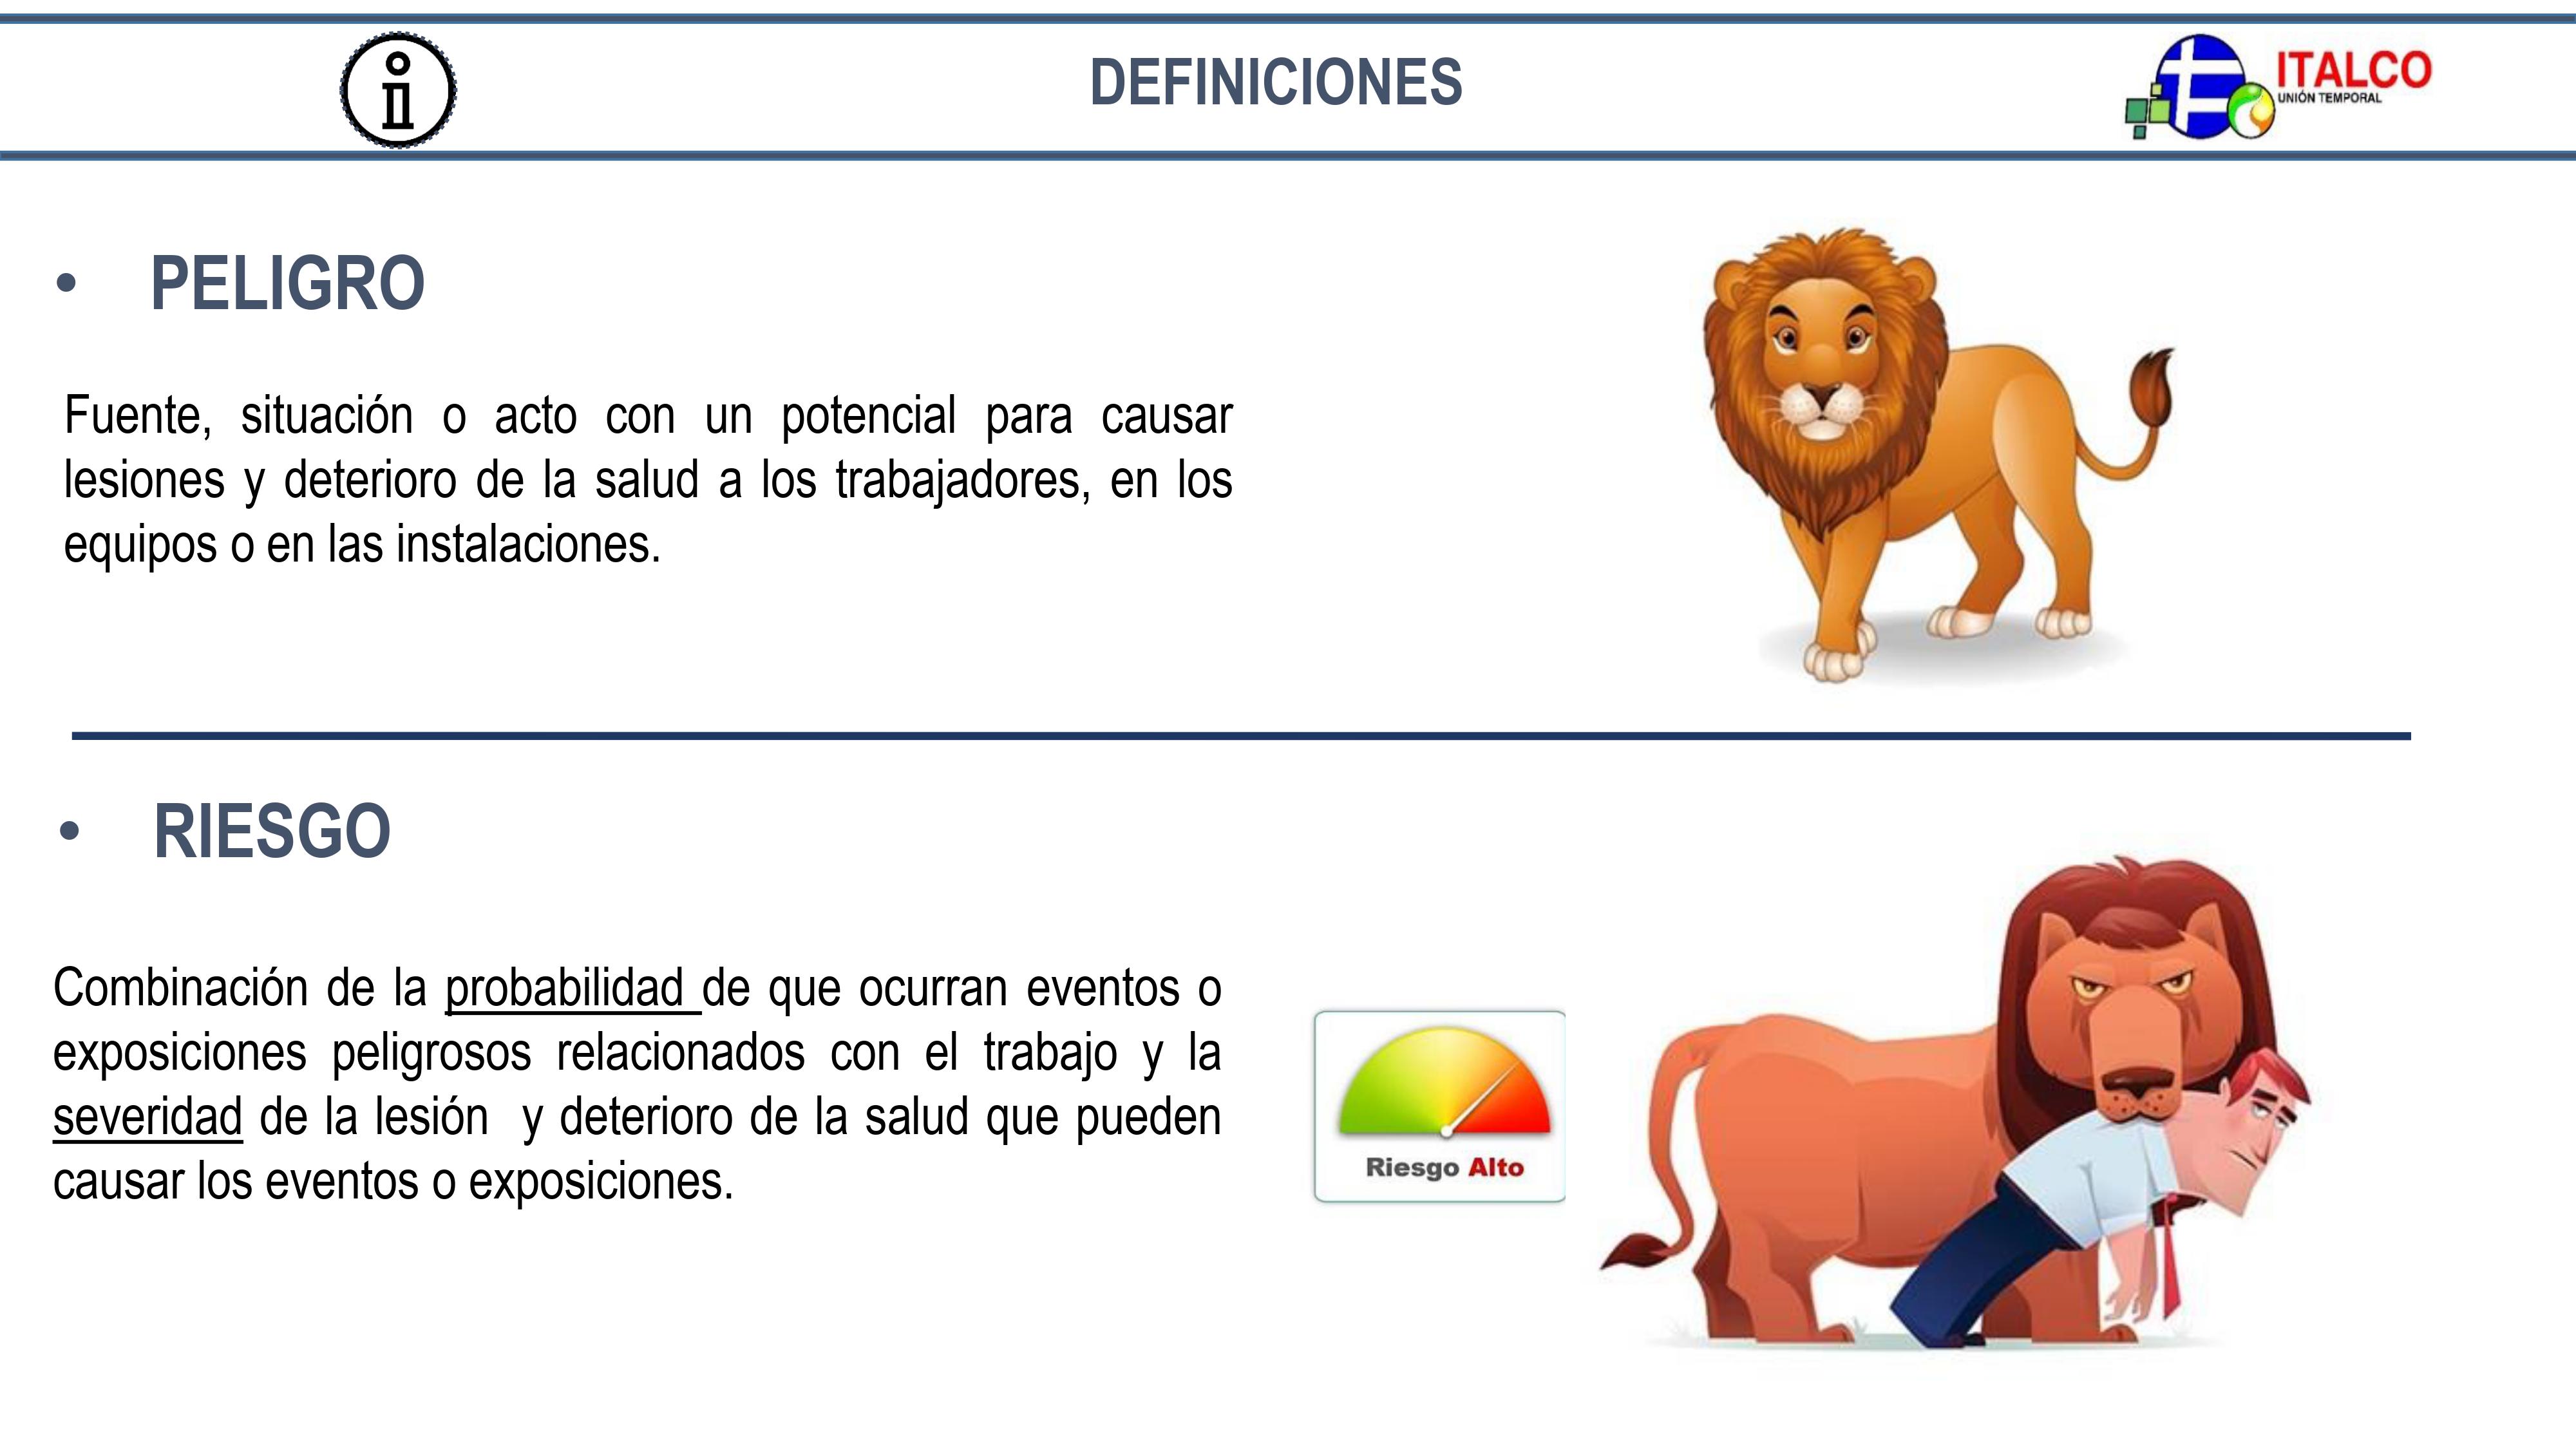 DEFINICIONES
ITALCO
UNIÓN TEMPORAL
• PELIGRO
Fuente, situación o acto con un potencial para causar
lesiones y deterioro de la salud a los trabajadores, en los
equipos o en las instalaciones.
• RIESGO
Combinación de la probabilidad de que ocurran eventos o
exposiciones peligrosos relacionados con el trabajo y la
severidad de la lesión y deterioro de la salud que pueden
causar los eventos o exposiciones.
Riesgo Alto